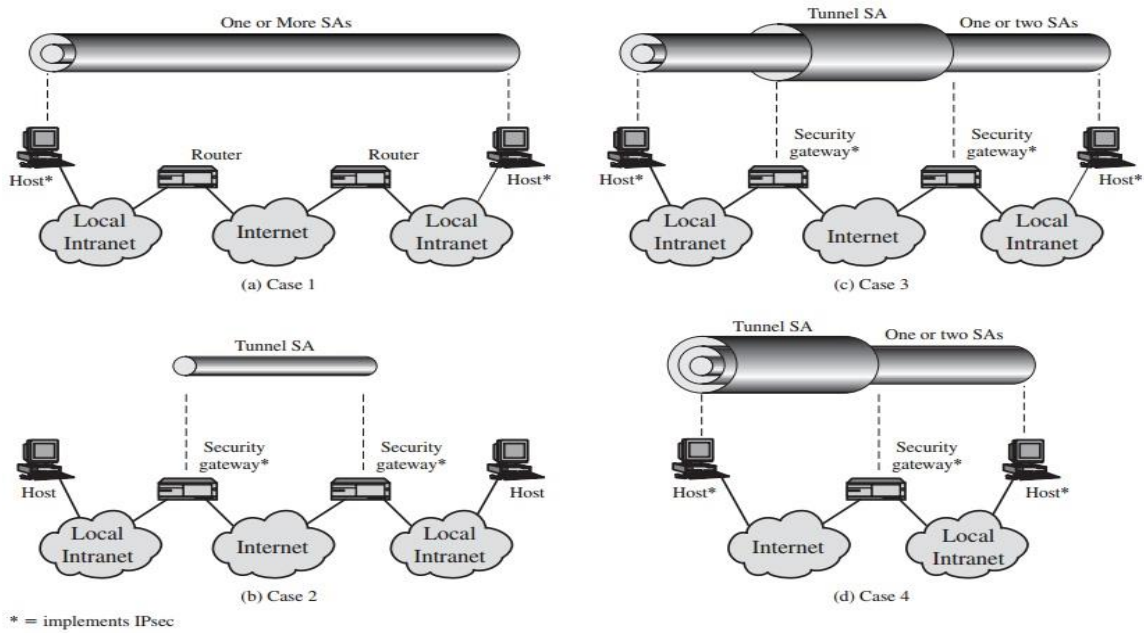 One or More SAs
Router
Router
Host*
Host*
Local
Intranet
Internet
Local
Intranet
(a) Case 1
Tunnel SA
Security
gateway*
Security
gateway*
Host
Host
Local
Intranet
Internet
Local
Intranet
(b) Case 2
Tunnel SA
One or two SAs
Security
gateway*
Security
gateway*
Host*
Host*
Local
Intranet
Internet
Local
Intranet
(c) Case 3
Tunnel SA
One or two SAs
Security
gateway*
Host*
Host*
Internet
Local
Intranet
(d) Case 4
* = implements IPsec